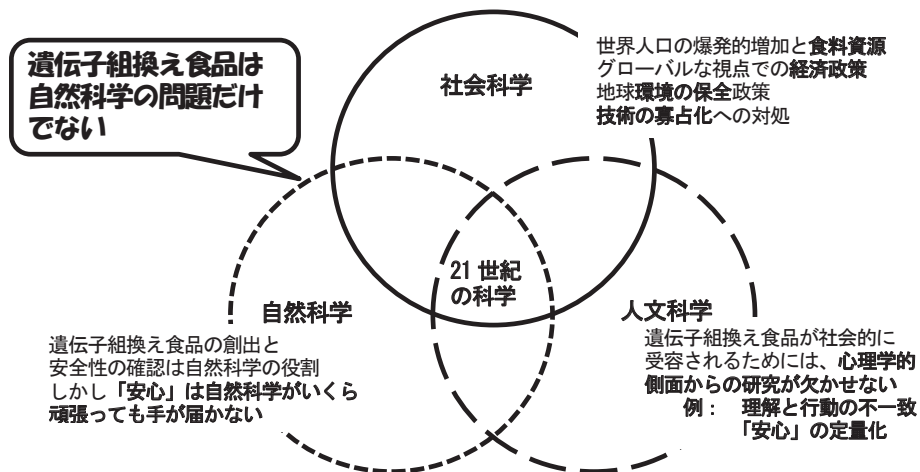 遺伝子組換え食品は
自然科学の問題だけ
でない
社会科学
世界人口の爆発的増加と食料資源
グローバルな視点での経済政策
地球環境の保全政策
技術の寡占化への対処
21 世紀
の科学
自然科学
遺伝子組換え食品の創出と
安全性の確認は自然科学の役割
しかし「安心」は自然科学がいくら
頑張っても手が届かない
人文科学
遺伝子組換え食品が社会的に
受容されるためには、心理学的
側面からの研究が欠かせない
例： 理解と行動の不一致
「安心」の定量化